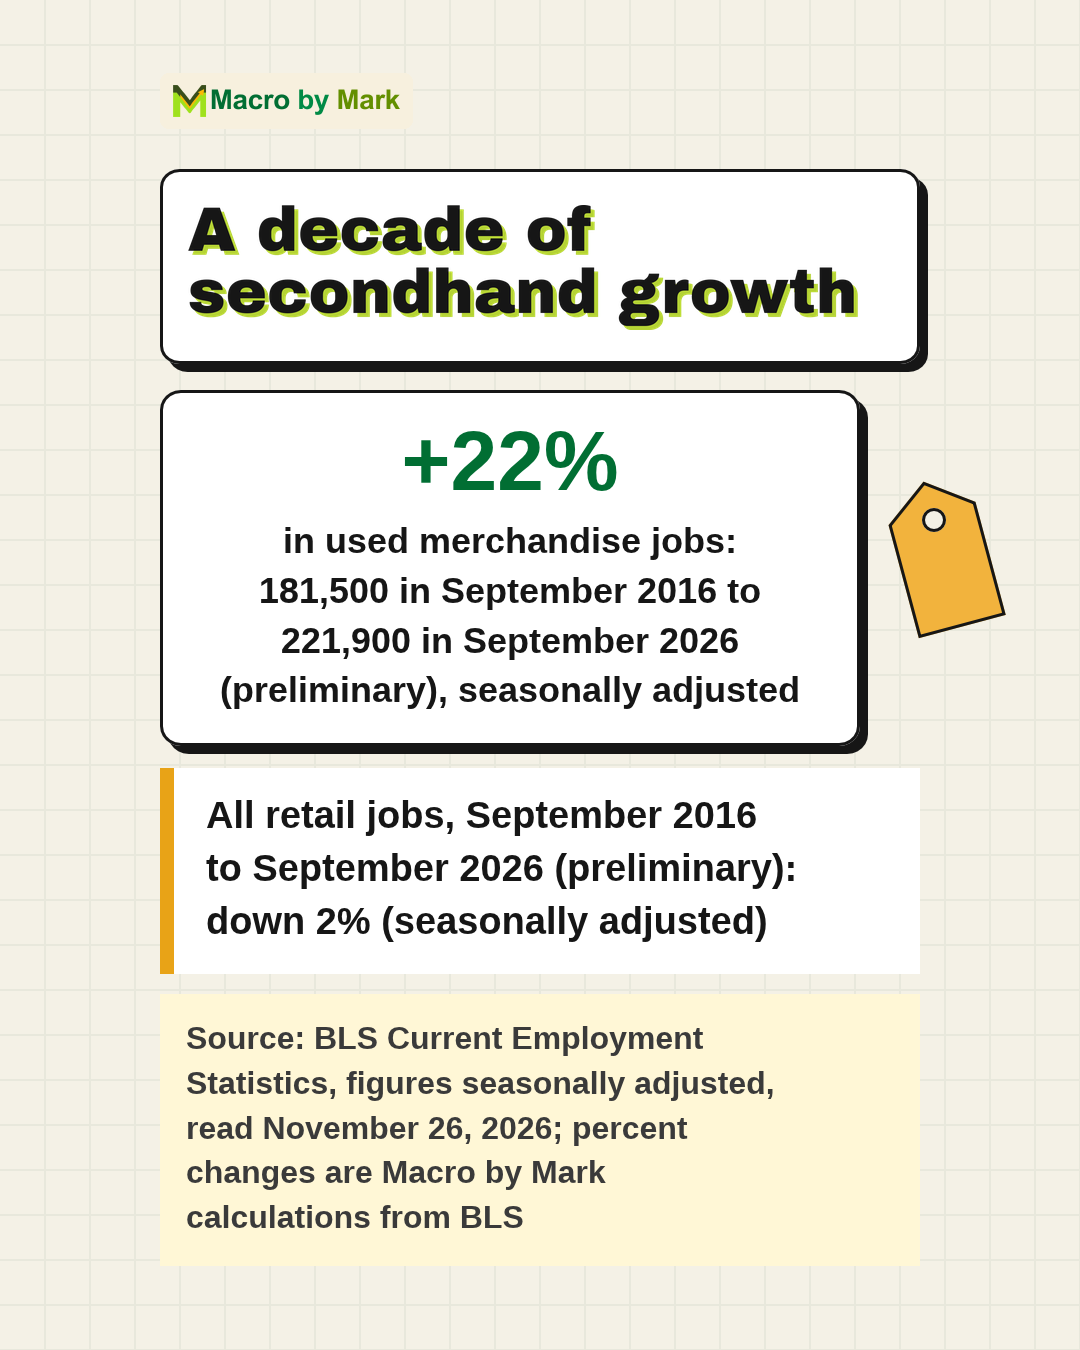 Macro by Mark
A decade of
secondhand growth
+22%
in used merchandise jobs:
181,500 in September 2016 to
221,900 in September 2026
(preliminary), seasonally adjusted
All retail jobs, September 2016
to September 2026 (preliminary):
down 2% (seasonally adjusted)
Source: BLS Current Employment
Statistics, figures seasonally adjusted,
read November 26, 2026; percent
changes are Macro by Mark
calculations from BLS